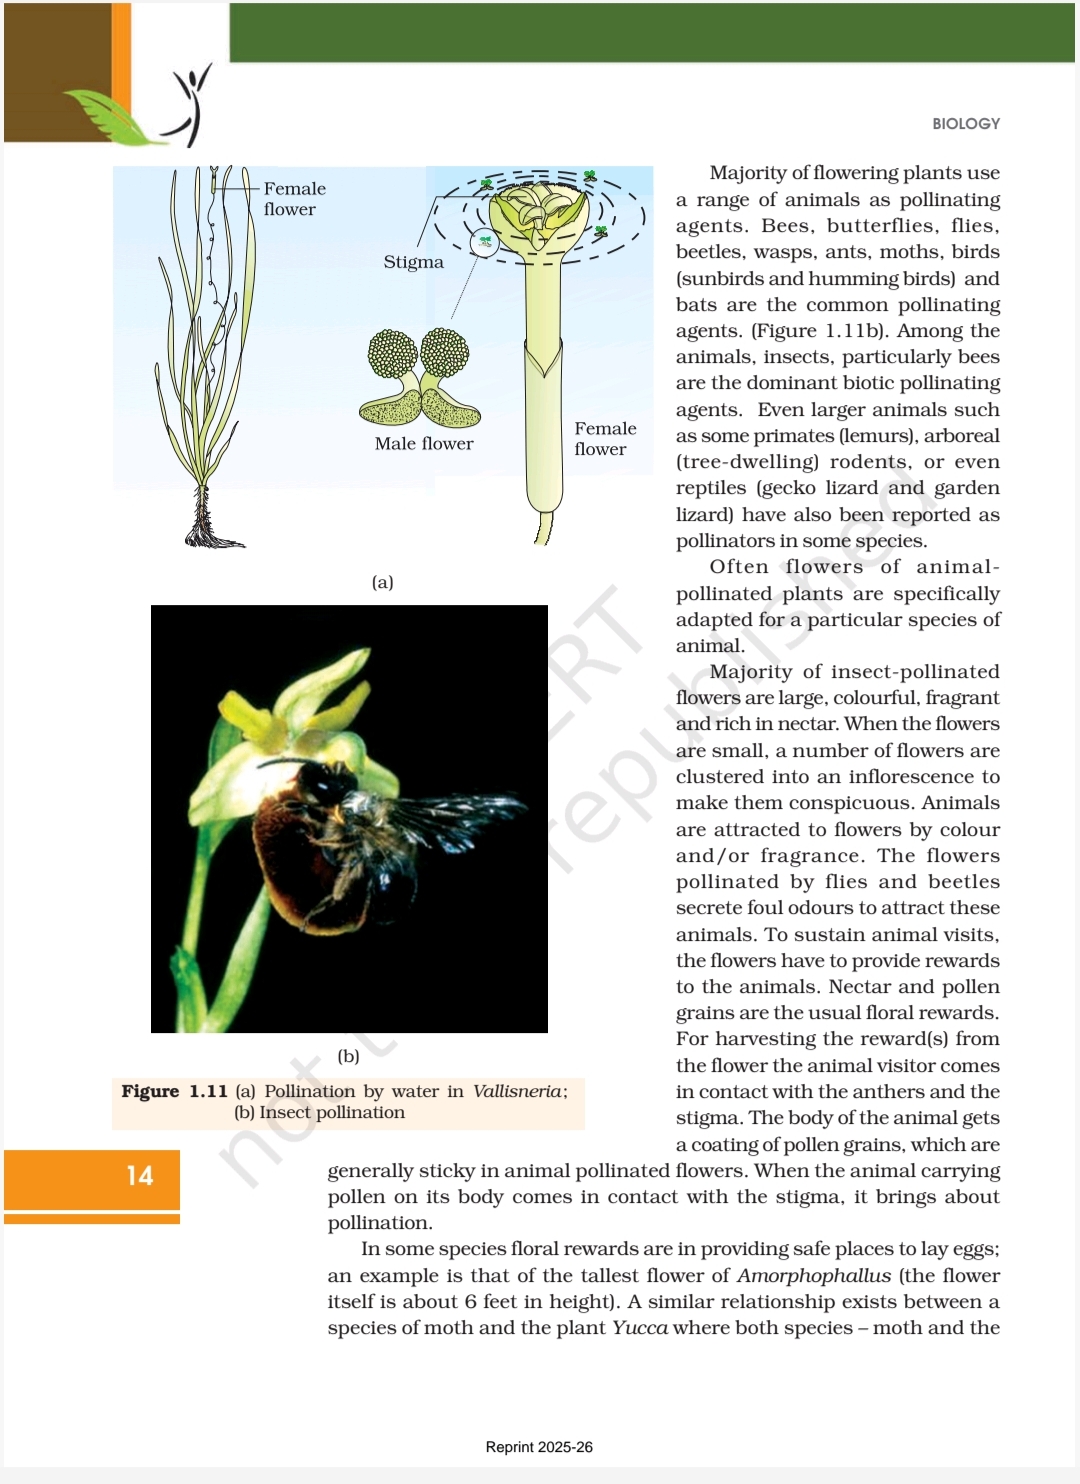 BIOLOGY
Female
flower
Stigma
Male flower
Female
flower
(a)
(b)
Figure 1.11 (a) Pollination by water in Vallisneria;
(b) Insect pollination
Majority of flowering plants use
a range of animals as pollinating
agents. Bees, butterflies, flies,
beetles, wasps, ants, moths, birds
(sunbirds and humming birds) and
bats are the common pollinating
agents. (Figure 1.11b). Among the
animals, insects, particularly bees
are the dominant biotic pollinating
agents. Even larger animals such
as some primates (lemurs), arboreal
(tree-dwelling) rodents, or even
reptiles (gecko lizard and garden
lizard) have also been reported as
pollinators in some species.
Often flowers of animal-
pollinated plants are specifically
adapted for a particular species of
animal.
Majority of insect-pollinated
flowers are large, colourful, fragrant
and rich in nectar. When the flowers
are small, a number of flowers are
clustered into an inflorescence to
make them conspicuous. Animals
are attracted to flowers by colour
and/or fragrance. The flowers
pollinated by flies and beetles
secrete foul odours to attract these
animals. To sustain animal visits,
the flowers have to provide rewards
to the animals. Nectar and pollen
grains are the usual floral rewards.
For harvesting the reward(s) from
the flower the animal visitor comes
in contact with the anthers and the
stigma. The body of the animal gets
a coating of pollen grains, which are
generally sticky in animal pollinated flowers. When the animal carrying
pollen on its body comes in contact with the stigma, it brings about
pollination.
In some species floral rewards are in providing safe places to lay eggs;
an example is that of the tallest flower of Amorphophallus (the flower
itself is about 6 feet in height). A similar relationship exists between a
species of moth and the plant Yucca where both species – moth and the
14
not
republished
Reprint 2025-26